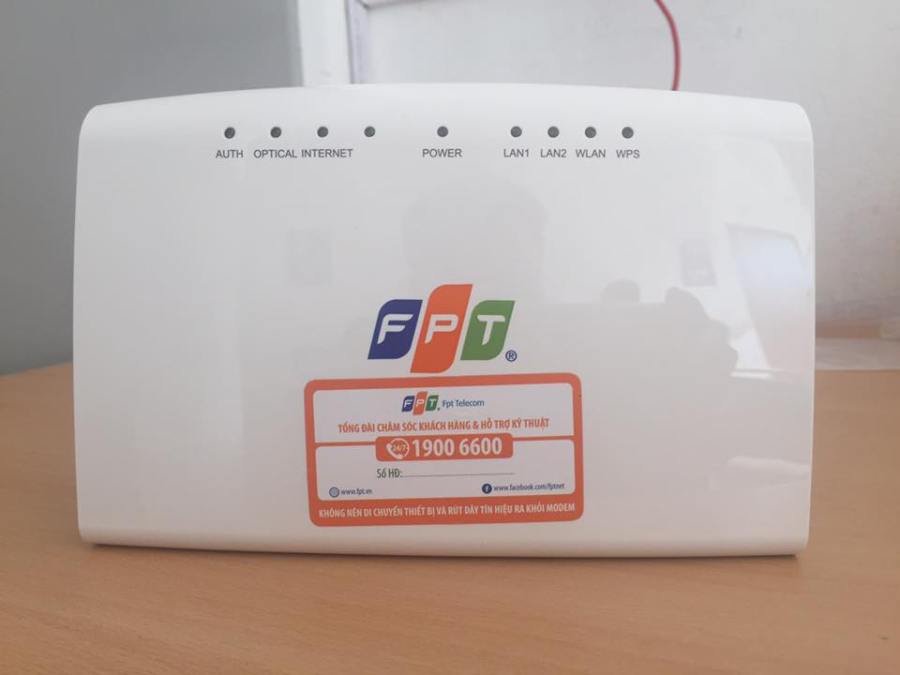 AUTH OPTICAL INTERNET POWER LAN1 LAN2 WLAN WPS
FPT®
FPT® Fpt Telecom
TỔNG ĐÀI CHĂM SÓC KHÁCH HÀNG & HỖ TRỢ KỸ THUẬT
24/7 1900 6600
Số HĐ:
www.fpt.vn www.facebook.com/fptnet
KHÔNG NÊN DI CHUYỂN THIẾT BỊ VÀ RÚT DÂY TÍN HIỆU RA KHỎI MODEM